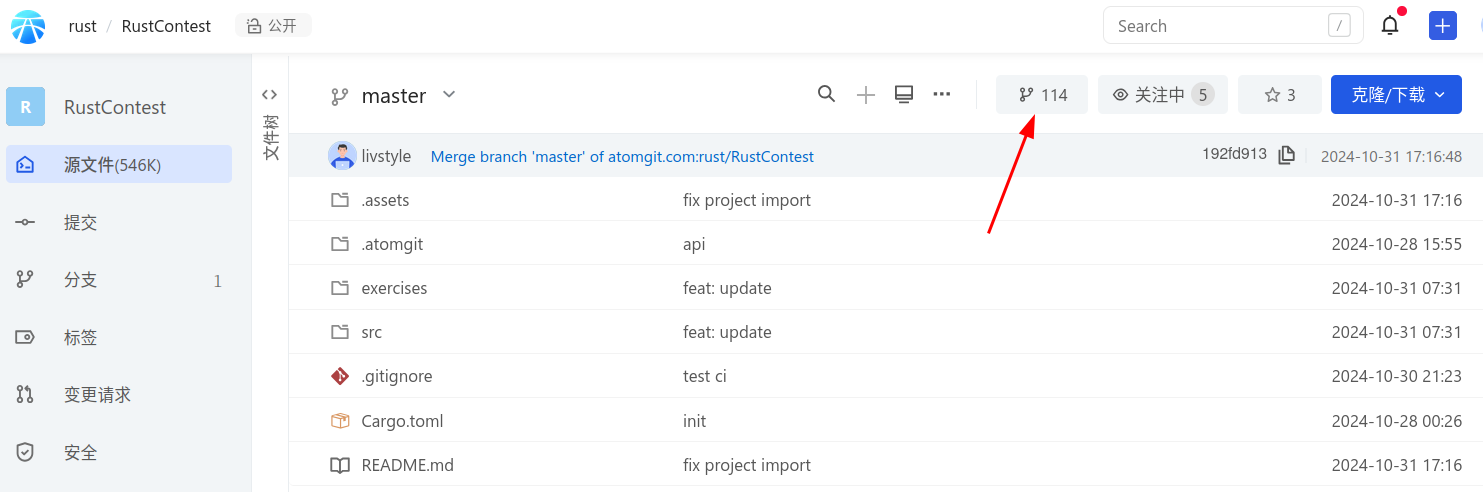 rust / RustContest 公开 Search /
R RustContest
源文件(546K)
提交
分支 1
标签
变更请求
安全
文件树
master 114 关注中 5 3 克隆/下载
livstyle Merge branch 'master' of atomgit.com:rust/RustContest 192fd913 2024-10-31 17:16:48
.assets fix project import 2024-10-31 17:16
.atomgit api 2024-10-28 15:55
exercises feat: update 2024-10-31 07:31
src feat: update 2024-10-31 07:31
.gitignore test ci 2024-10-30 21:23
Cargo.toml init 2024-10-28 00:26
README.md fix project import 2024-10-31 17:16